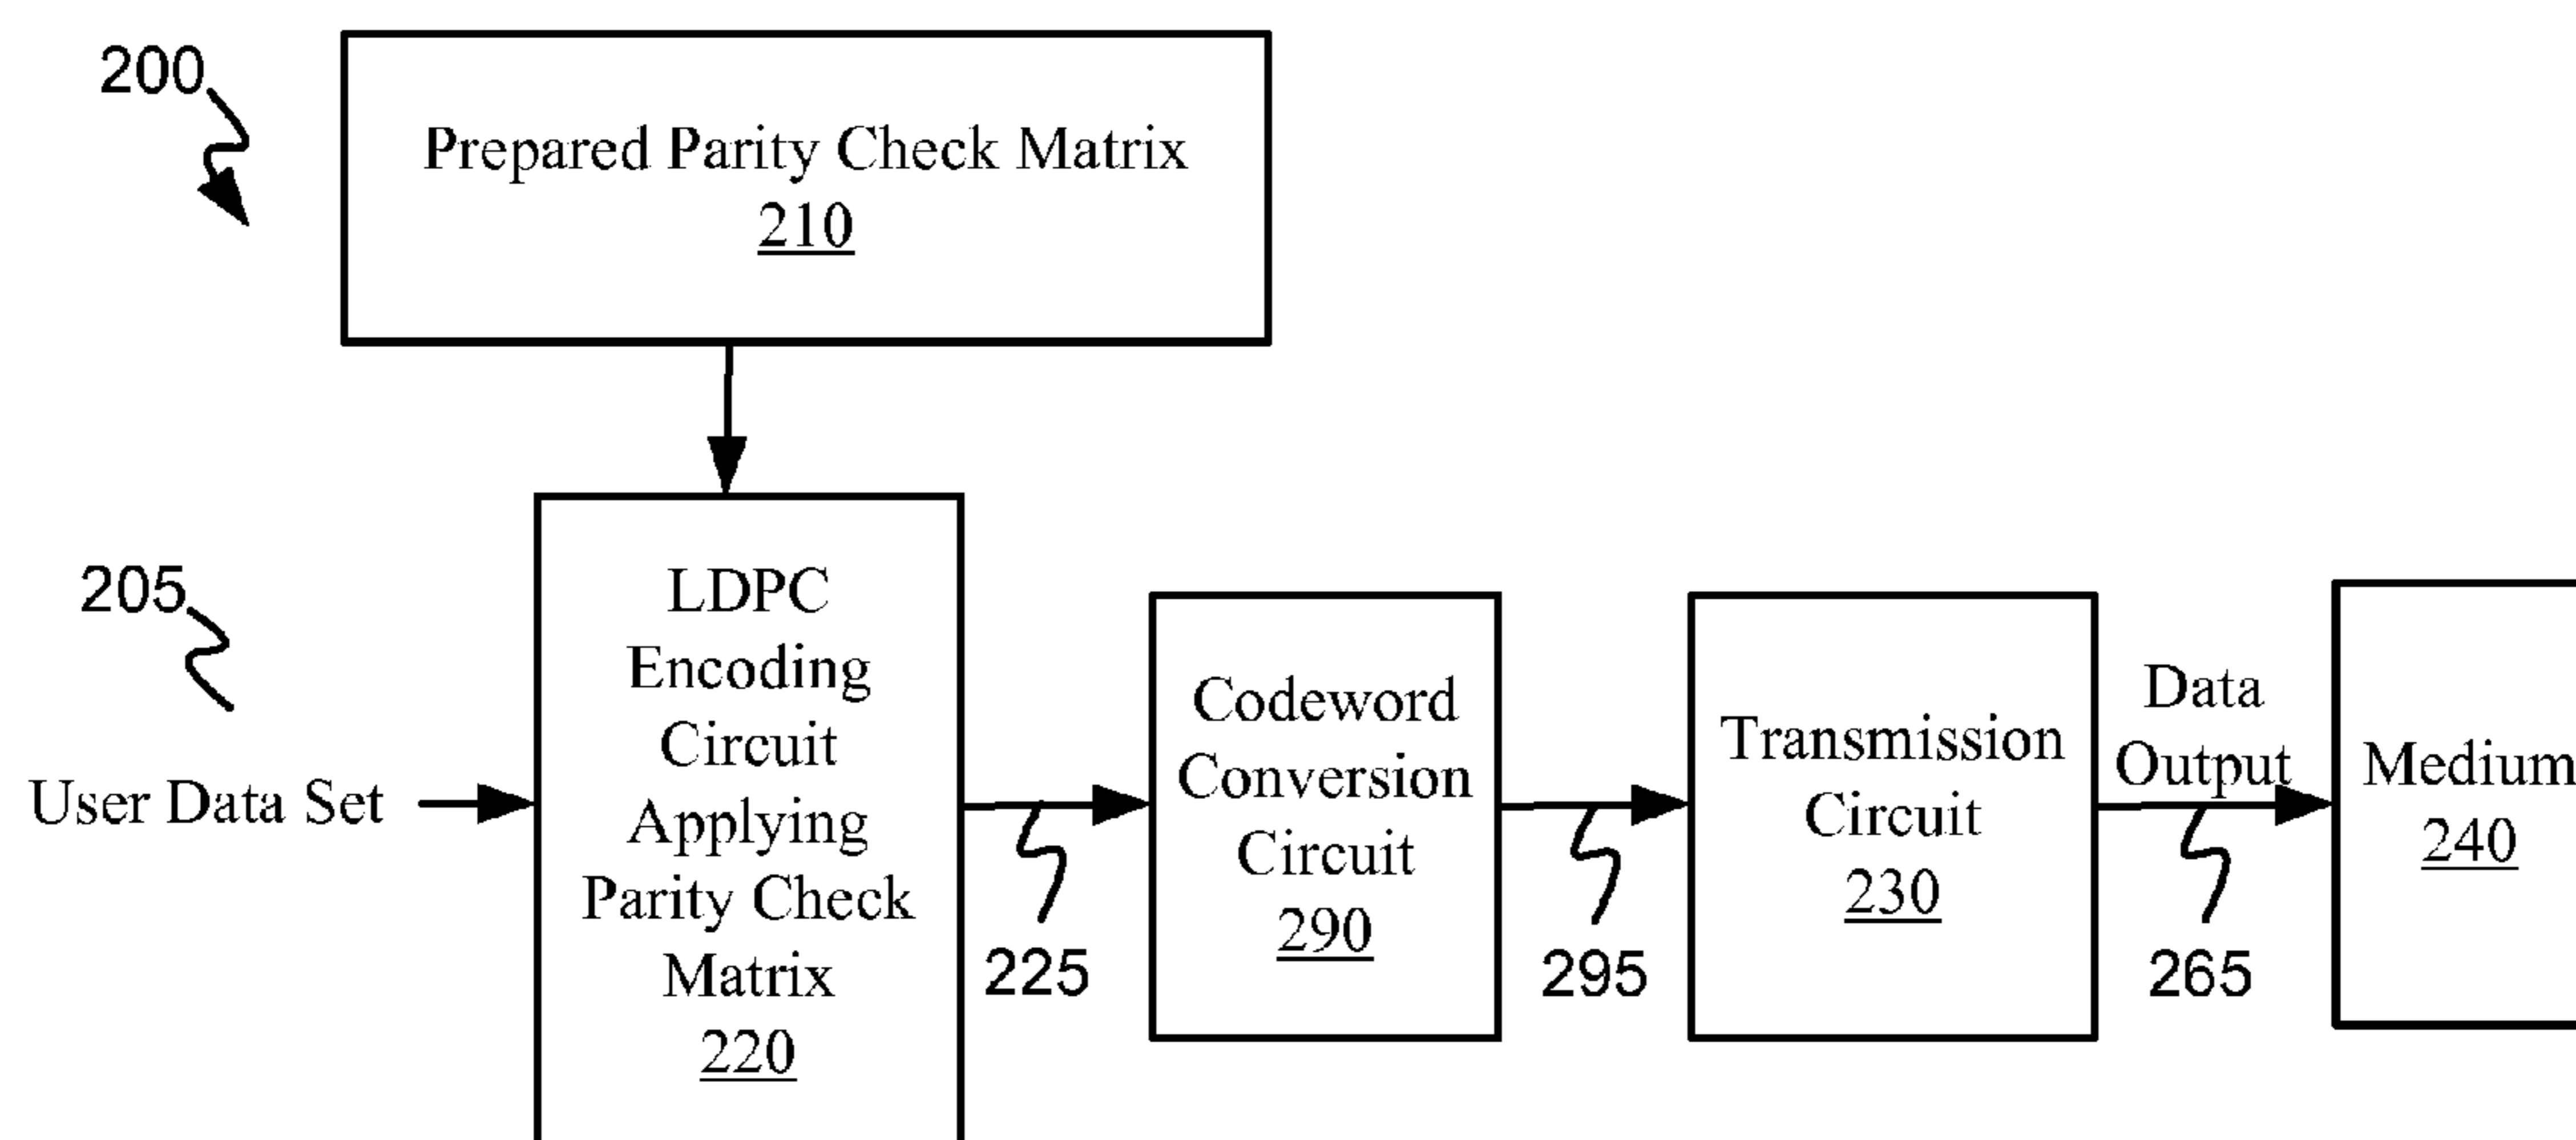 200
Prepared Parity Check Matrix
210
205
User Data Set
LDPC
Encoding
Circuit
Applying
Parity Check
Matrix
220
225
Codeword
Conversion
Circuit
290
295
Transmission
Circuit
230
Data
Output
265
Medium
240